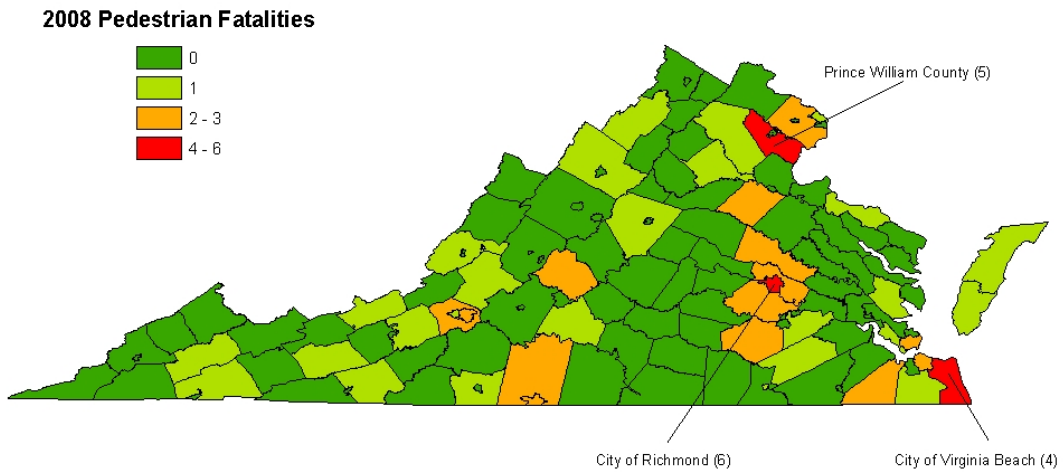 2008 Pedestrian Fatalities
0
1
2 - 3
4 - 6
Prince William County (5)
City of Richmond (6)
City of Virginia Beach (4)